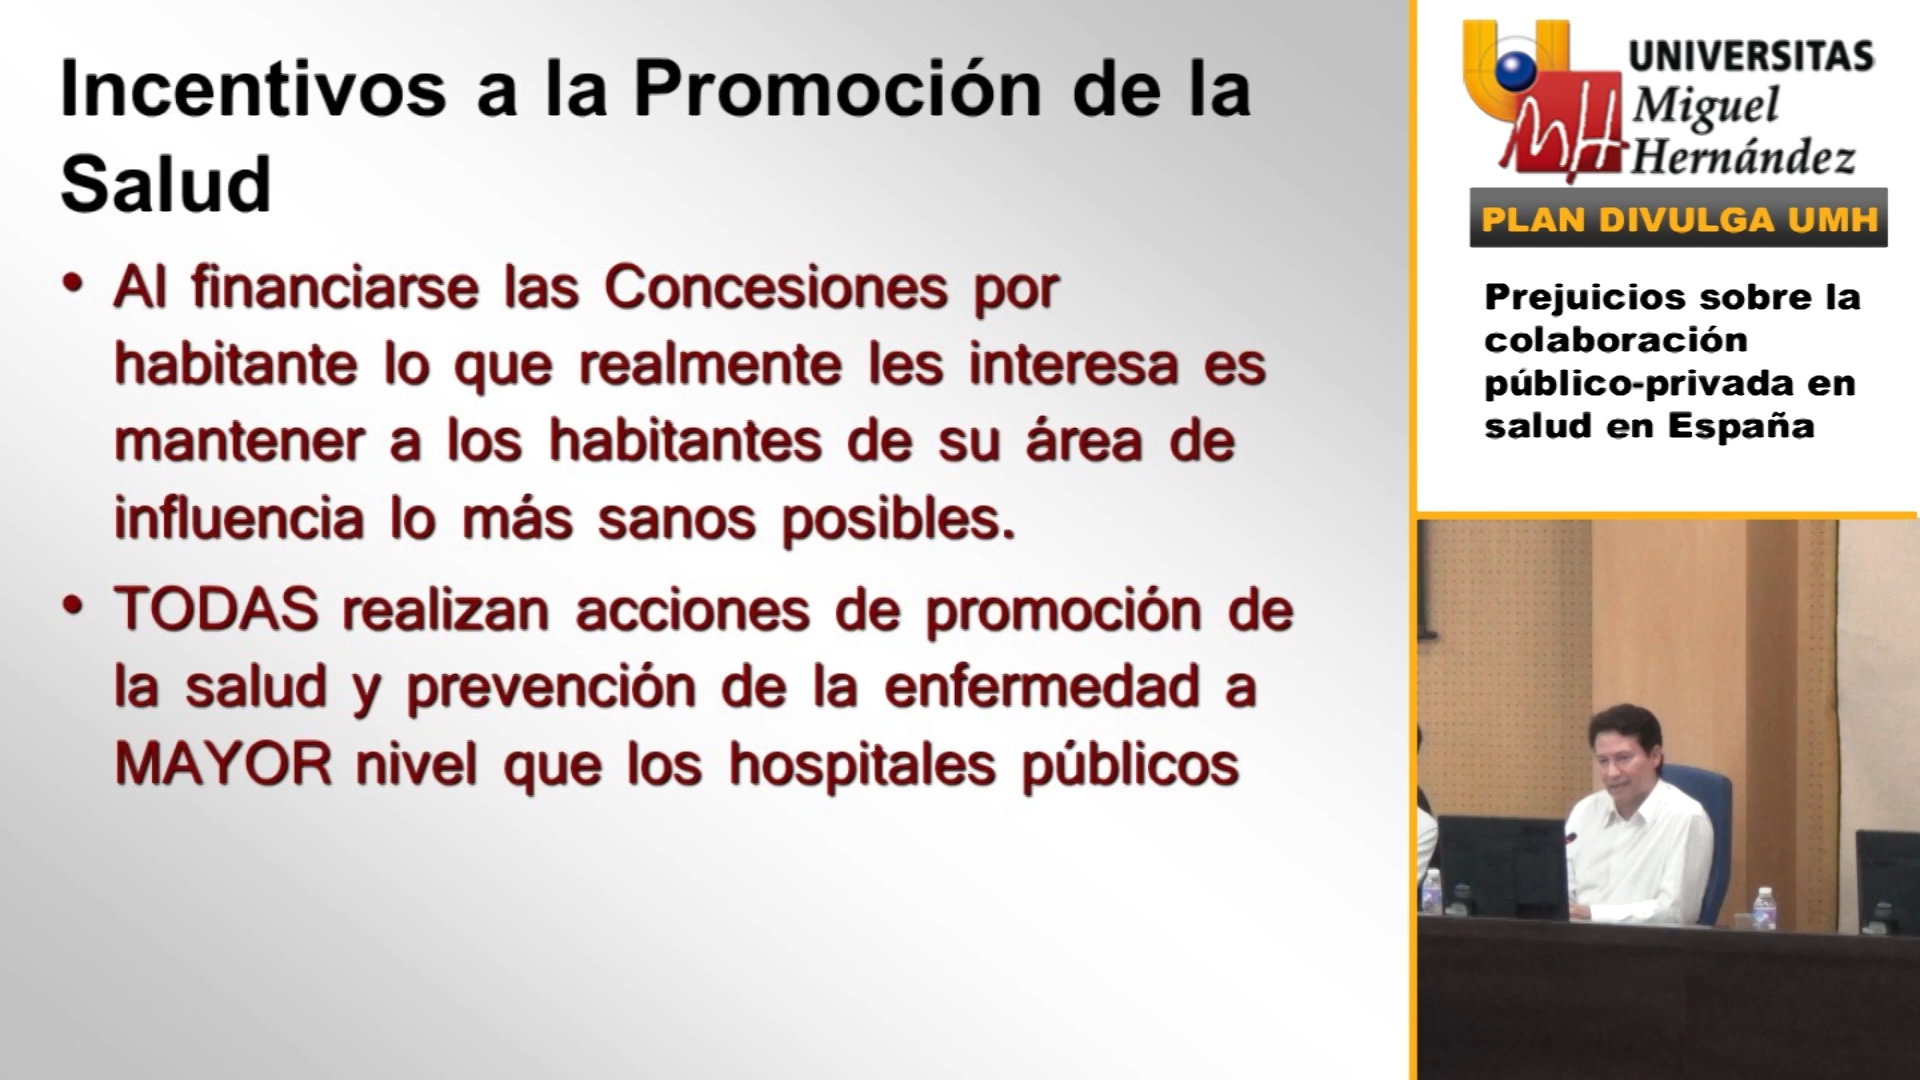 Incentivos a la Promoción de la
Salud
• Al financiarse las Concesiones por
habitante lo que realmente les interesa es
mantener a los habitantes de su área de
influencia lo más sanos posibles.
• TODAS realizan acciones de promoción de
la salud y prevención de la enfermedad a
MAYOR nivel que los hospitales públicos
UNIVERSITAS
Miguel
Hernández
UMH
PLAN DIVULGA UMH
Prejuicios sobre la
colaboración
público-privada en
salud en España